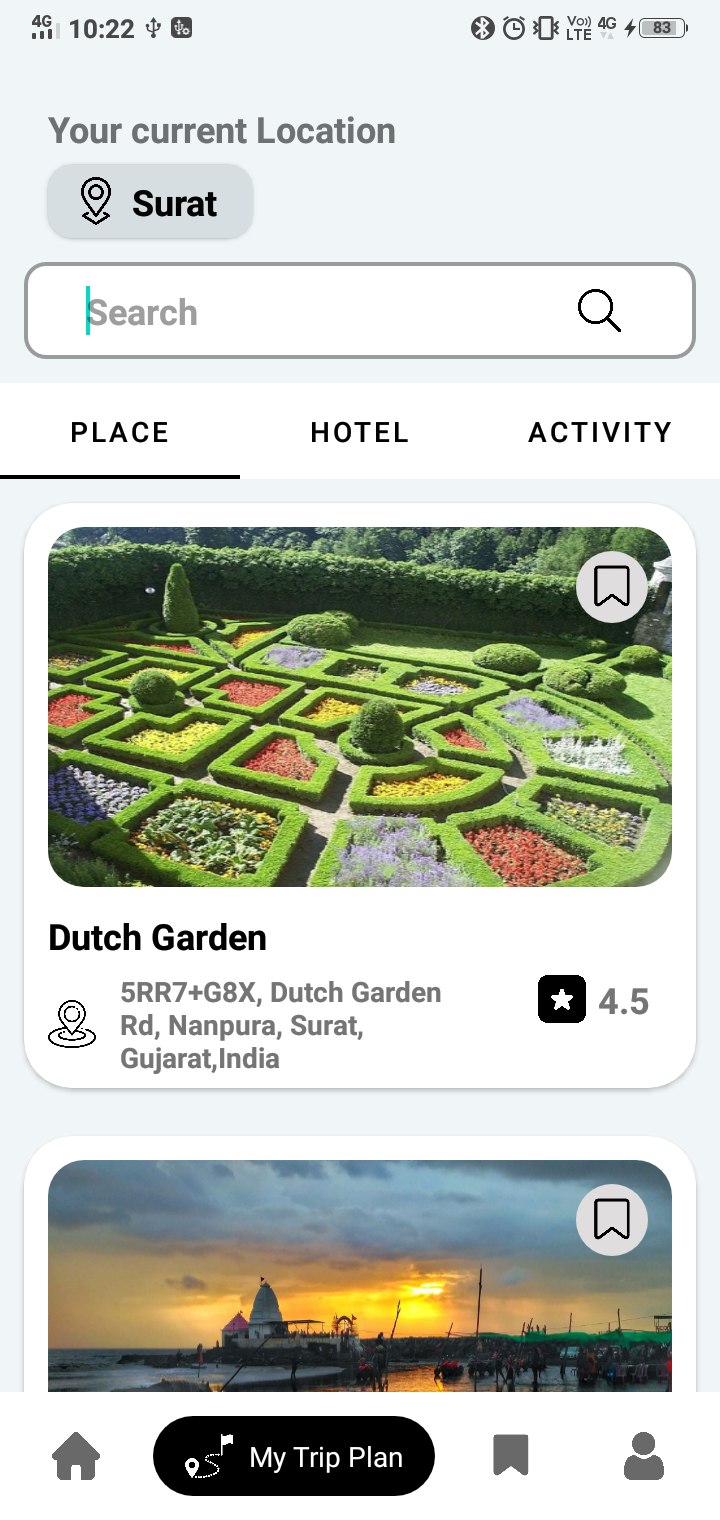 4G 10:22 Vo)) LTE 4G 83
Your current Location
Surat
Search
PLACE HOTEL ACTIVITY
Dutch Garden
5RR7+G8X, Dutch Garden
Rd, Nanpura, Surat,
Gujarat,India
4.5
My Trip Plan